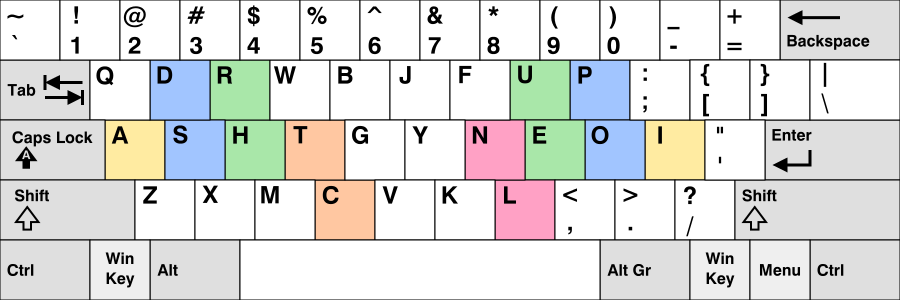 ~ ! @ # $ % ^ & * ( ) _ +
` 1 2 3 4 5 6 7 8 9 0 - = Backspace
Tab Q D R W B J F U P : { } |
; [ ] \
Caps Lock A S H T G Y N E O I " Enter
A '
Shift Z X M C V K L < > ? Shift
, . /
Ctrl Win Key Alt Alt Gr Win Key Menu Ctrl